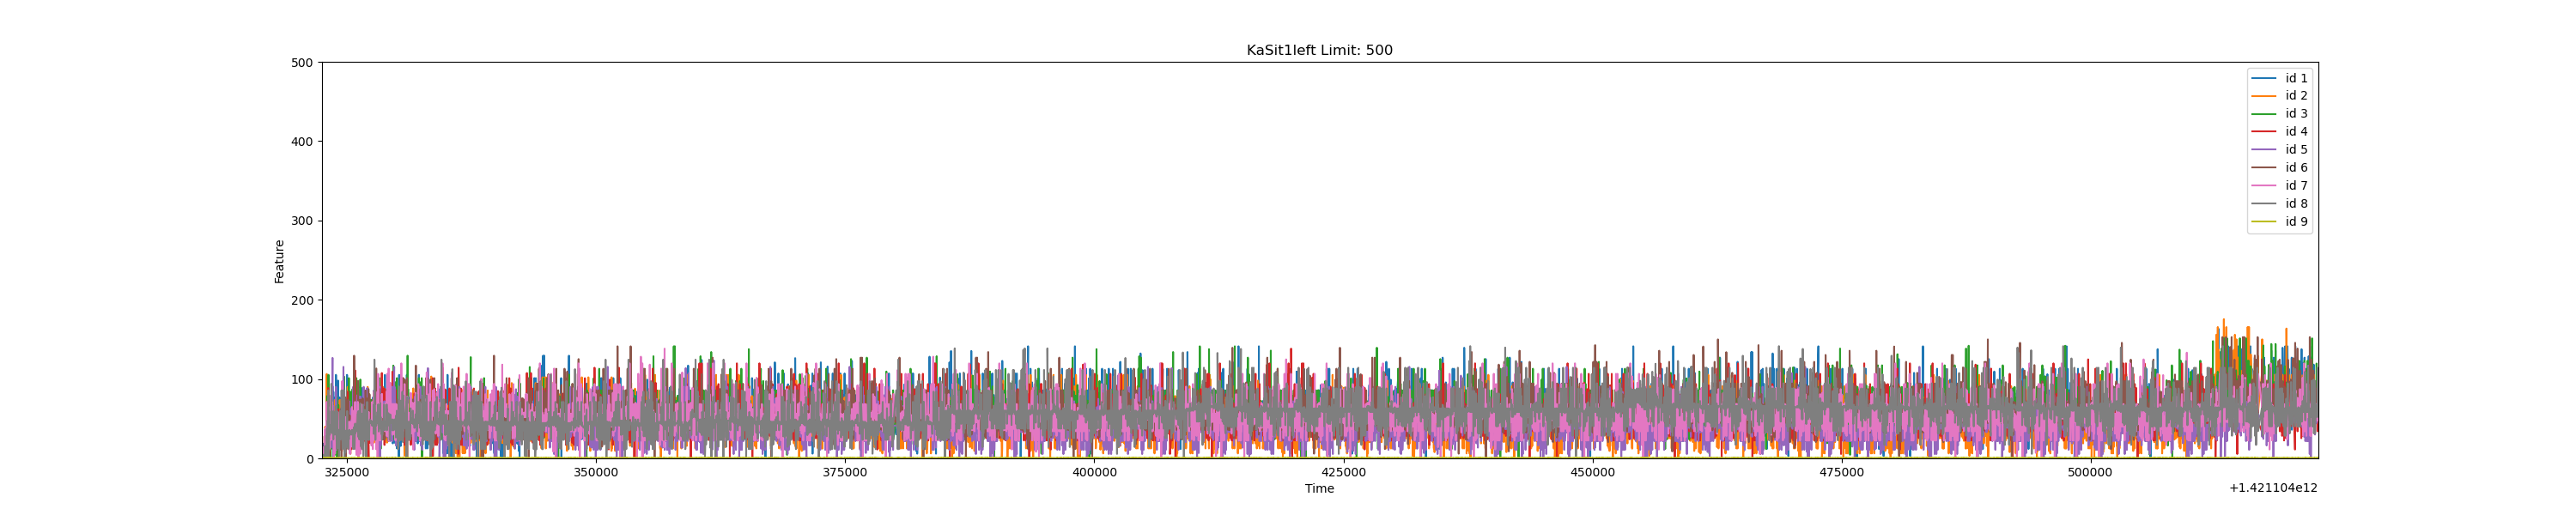 KaSit1left Limit: 500
500
400
300
200
100
0
Feature
id 1
id 2
id 3
id 4
id 5
id 6
id 7
id 8
id 9
325000 350000 375000 400000 425000 450000 475000 500000
Time
+1.421104e12